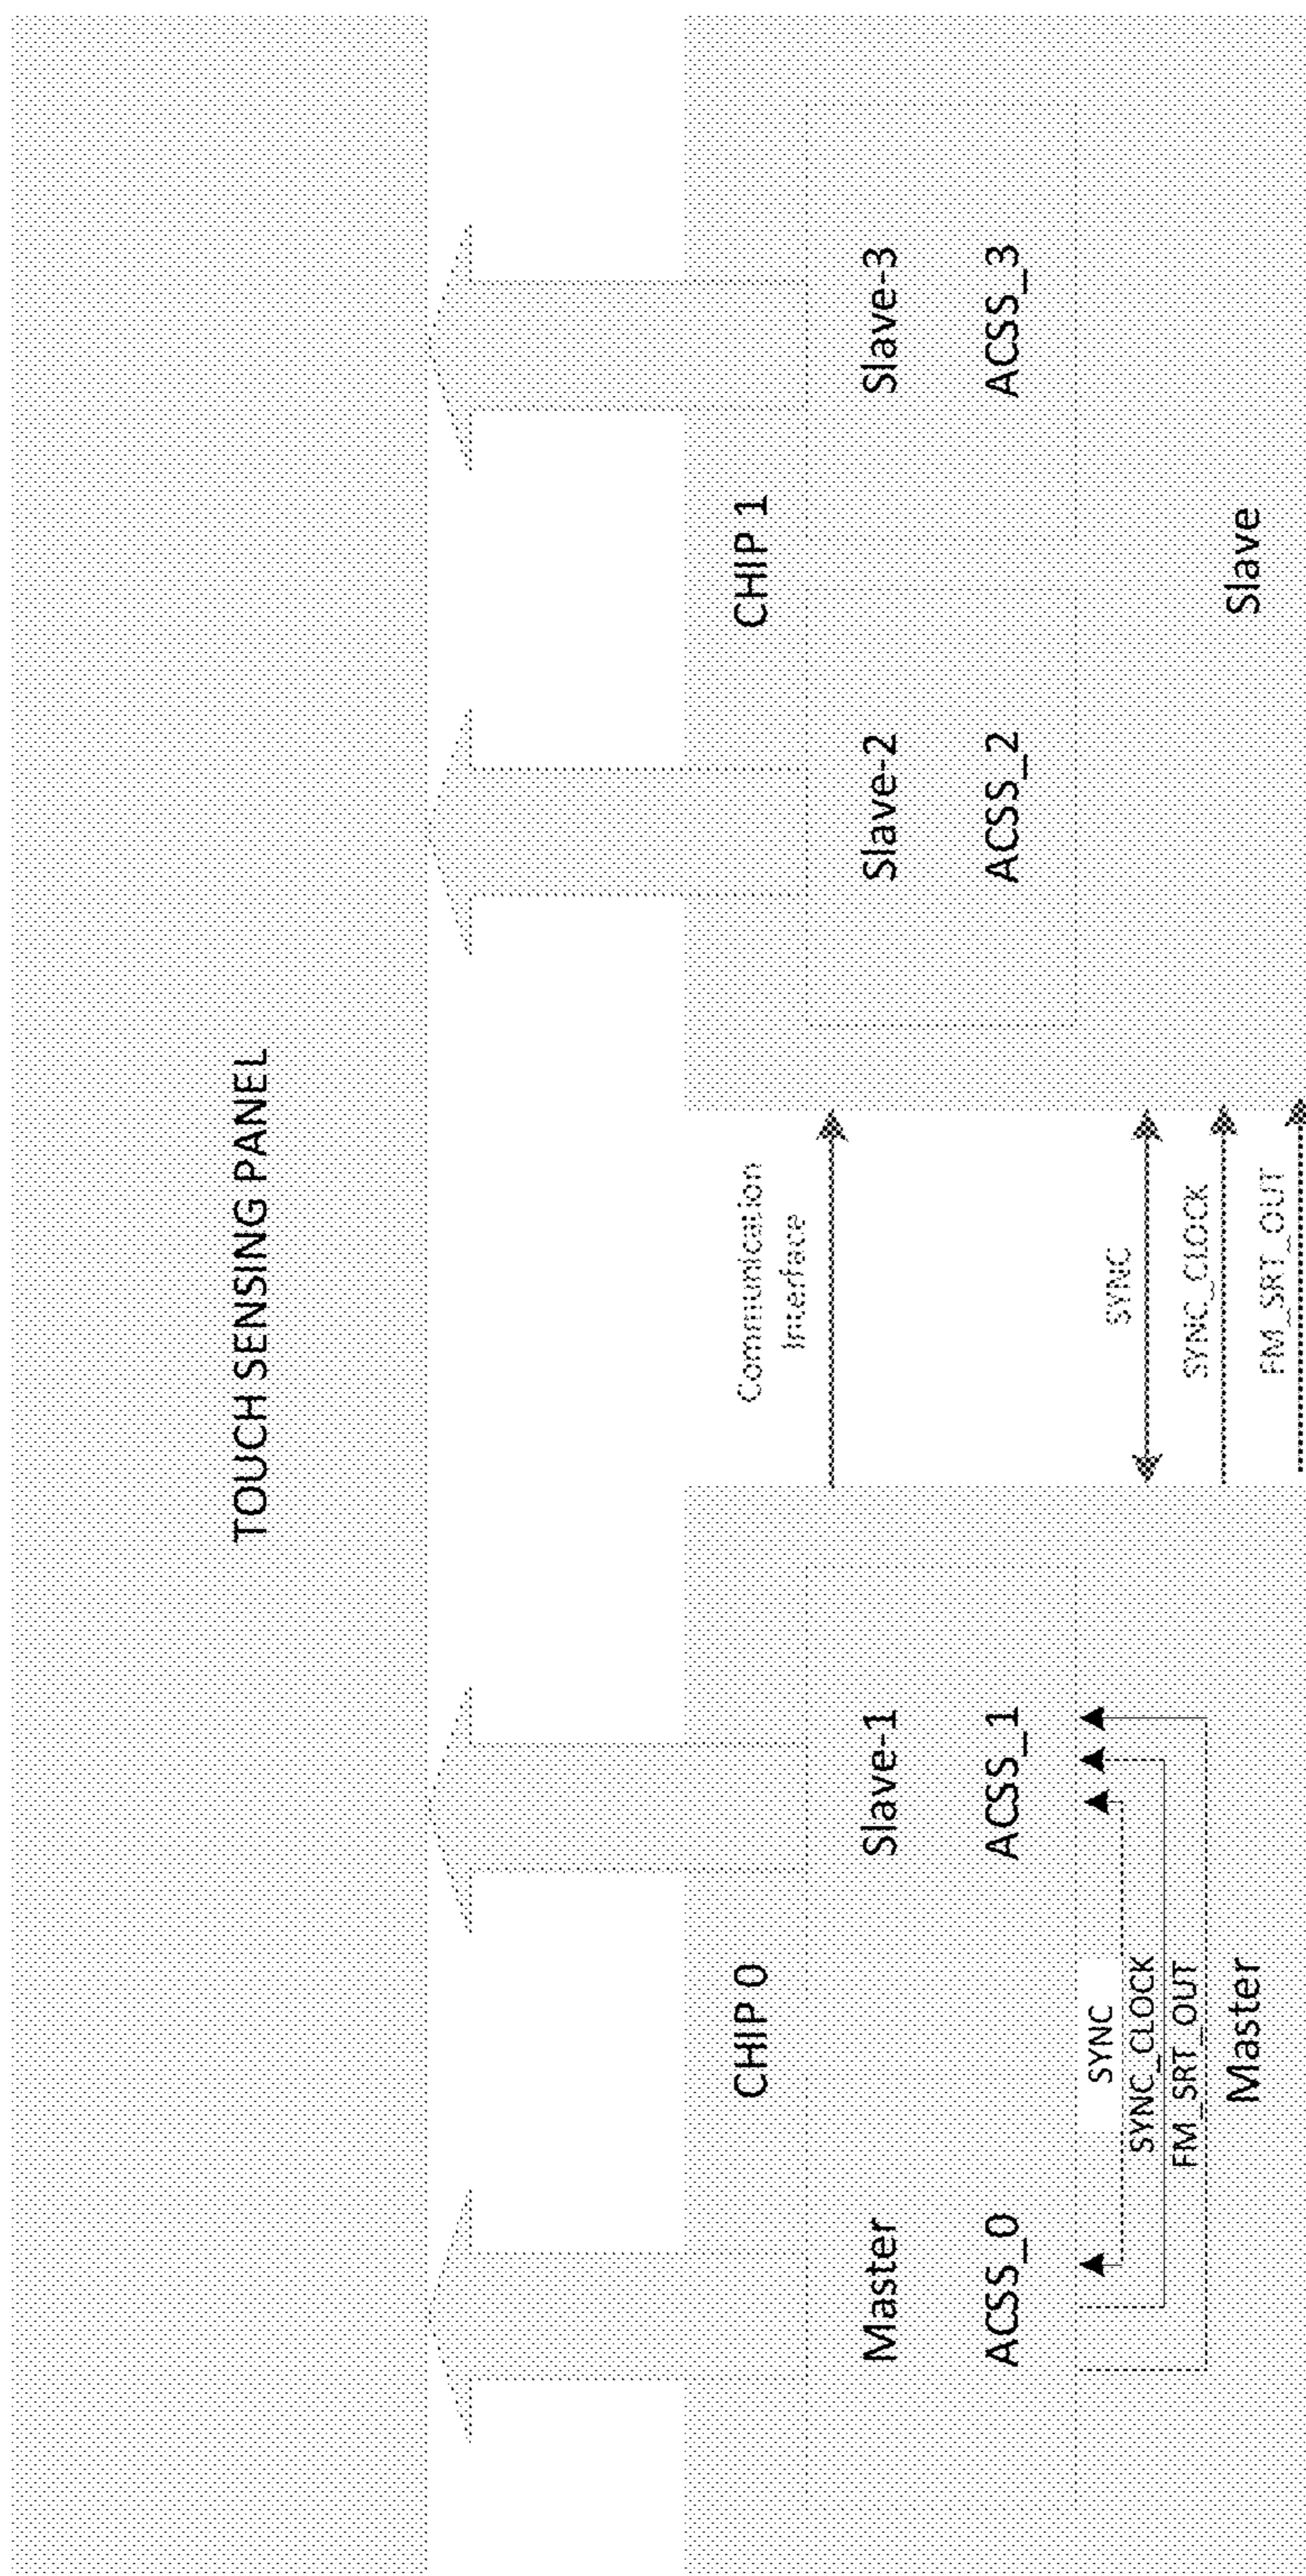 TOUCH SENSING PANEL
CHIP 0
Master
ACSS_0
Slave-1
ACSS_1
SYNC
SYNC_CLOCK
FM_SRT_OUT
Master
Communication
Interface
SYNC
SYNC_CLOCK
FM_SRT_OUT
CHIP 1
Slave-2
ACSS_2
Slave-3
ACSS_3
Slave